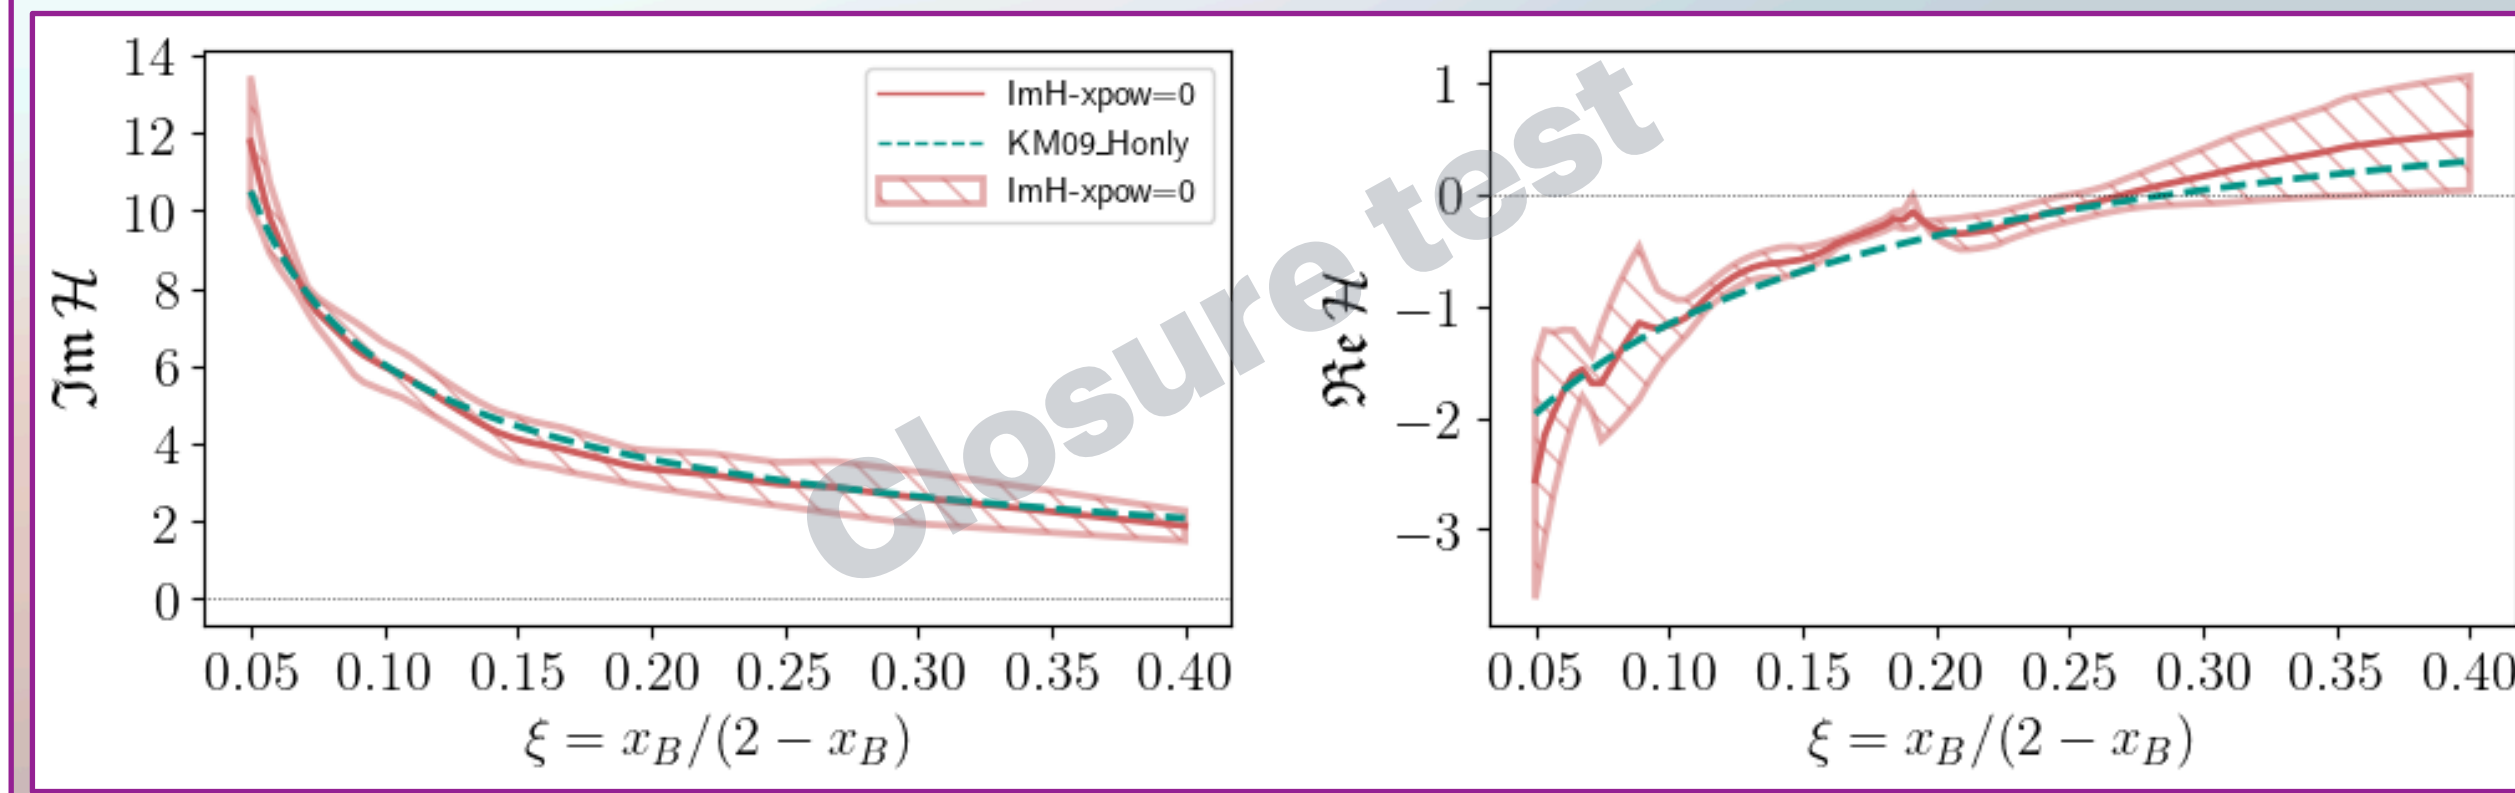 14
12
10
8
6
4
2
0
ℑm ℋ
0.05 0.10 0.15 0.20 0.25 0.30 0.35 0.40
ξ = x_B/(2 − x_B)
ImH-xpow=0
KM09_Honly
ImH-xpow=0
Closure test
1
0
−1
−2
−3
ℜe ℋ
0.05 0.10 0.15 0.20 0.25 0.30 0.35 0.40
ξ = x_B/(2 − x_B)